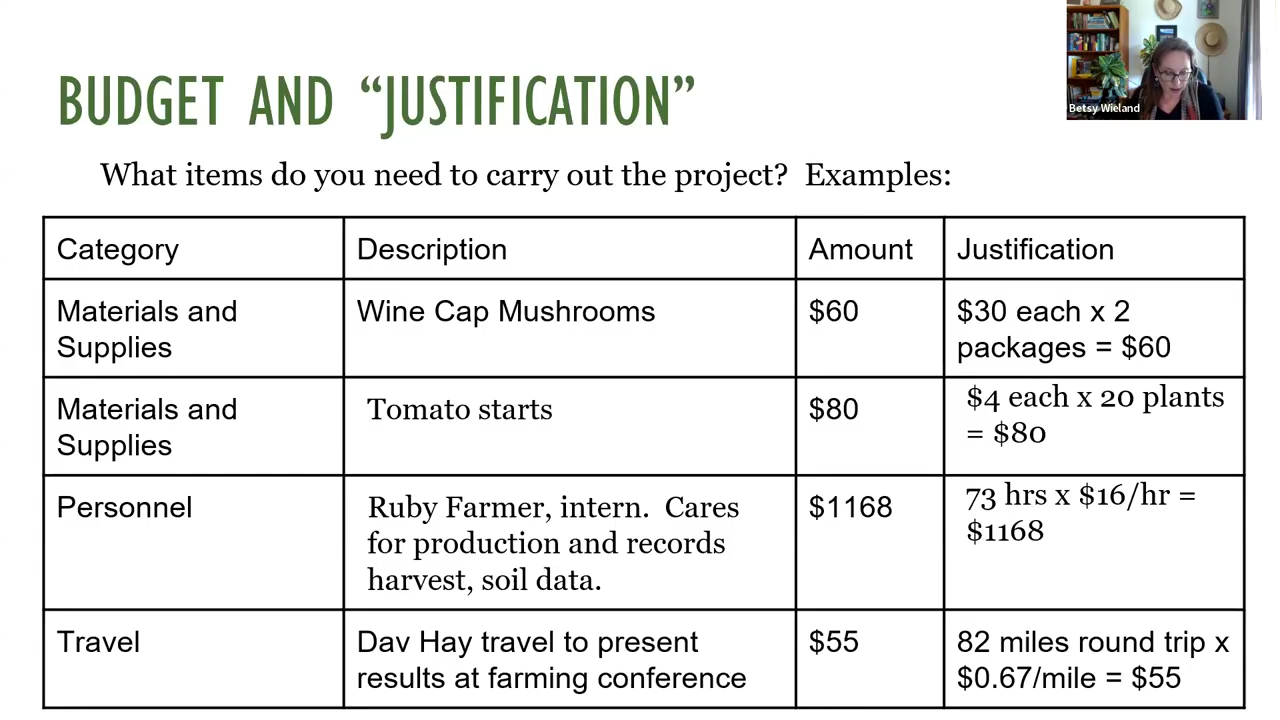 BUDGET AND “JUSTIFICATION”
Betsy Wieland
What items do you need to carry out the project? Examples:
Category Description Amount Justification
Materials and Supplies Wine Cap Mushrooms $60 $30 each x 2 packages = $60
Materials and Supplies Tomato starts $80 $4 each x 20 plants = $80
Personnel Ruby Farmer, intern. Cares for production and records harvest, soil data. $1168 73 hrs x $16/hr = $1168
Travel Dav Hay travel to present results at farming conference $55 82 miles round trip x $0.67/mile = $55